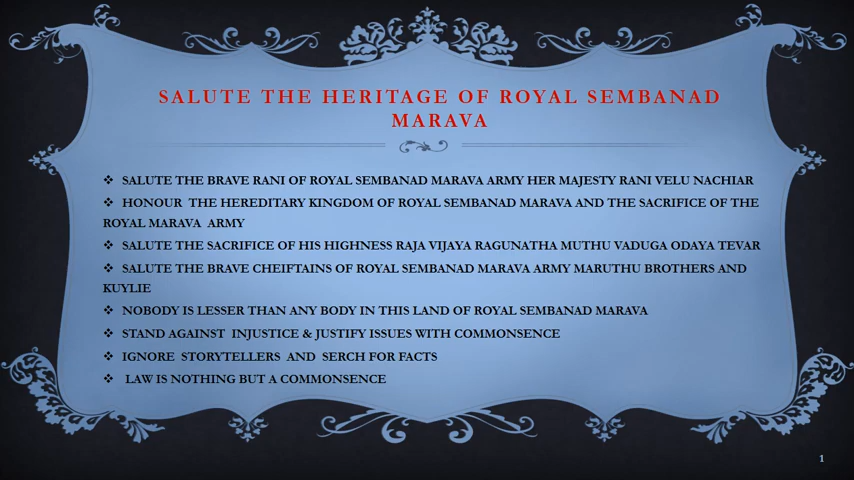 SALUTE THE HERITAGE OF ROYAL SEMBANAD
MARAVA
❖ SALUTE THE BRAVE RANI OF ROYAL SEMBANAD MARAVA ARMY HER MAJESTY RANI VELU NACHIAR
❖ HONOUR THE HEREDITARY KINGDOM OF ROYAL SEMBANAD MARAVA AND THE SACRIFICE OF THE
ROYAL MARAVA ARMY
❖ SALUTE THE SACRIFICE OF HIS HIGHNESS RAJA VIJAYA RAGUNATHA MUTHU VADUGA ODAYA TEVAR
❖ SALUTE THE BRAVE CHEIFTAINS OF ROYAL SEMBANAD MARAVA ARMY MARUTHU BROTHERS AND
KUYLIE
❖ NOBODY IS LESSER THAN ANY BODY IN THIS LAND OF ROYAL SEMBANAD MARAVA
❖ STAND AGAINST INJUSTICE & JUSTIFY ISSUES WITH COMMONSENCE
❖ IGNORE STORYTELLERS AND SERCH FOR FACTS
❖ LAW IS NOTHING BUT A COMMONSENCE
1